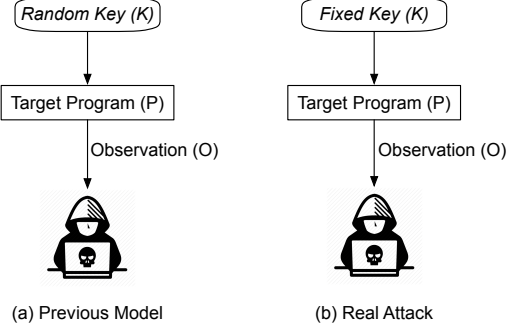 Random Key (K)
Fixed Key (K)
Target Program (P)
Target Program (P)
Observation (O)
Observation (O)
(a) Previous Model
(b) Real Attack